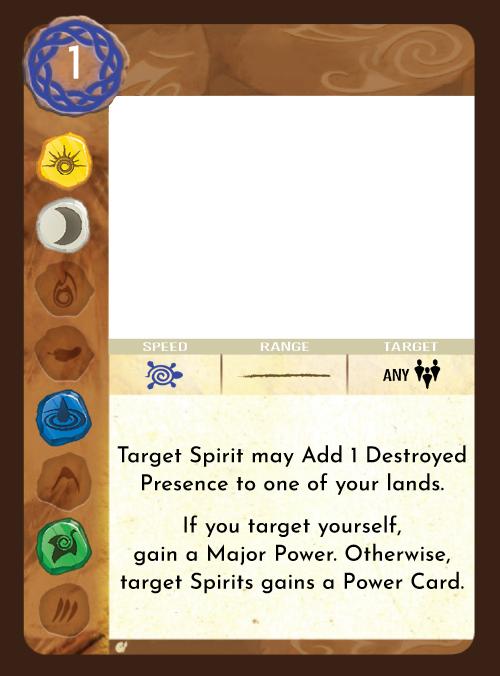 1
SPEED RANGE TARGET
ANY
Target Spirit may Add 1 Destroyed
Presence to one of your lands.
If you target yourself,
gain a Major Power. Otherwise,
target Spirits gains a Power Card.